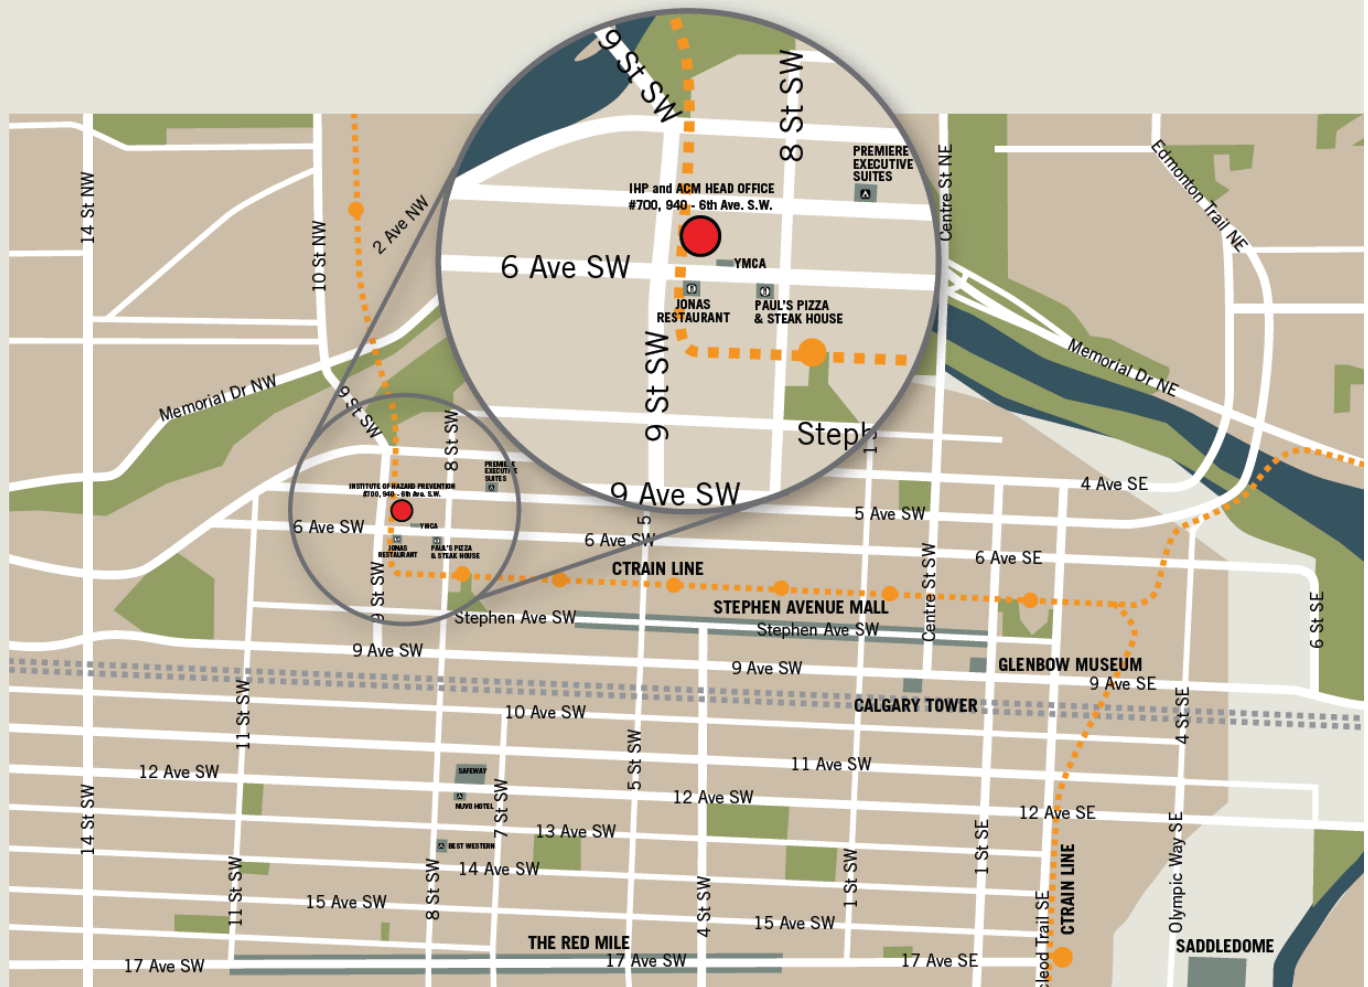 9 St SW
8 St SW
PREMIERE
EXECUTIVE
SUITES
IHP and ACM HEAD OFFICE
#700, 940 - 6th Ave. S.W.
6 Ave SW
YMCA
JONAS
RESTAURANT
PAUL'S PIZZA
& STEAK HOUSE
9 St SW
Steph
9 Ave SW
14 St NW
10 St NW
2 Ave NW
Centre St NE
Edmonton Trail NE
Memorial Dr NW
Memorial Dr NE
9 St SW
8 St SW
PREMIERE
EXECUTIVE
SUITES
INSTITUTE OF HAZARD PREVENTION
#700, 940 - 6th Ave. S.W.
6 Ave SW
YMCA
JONAS
RESTAURANT
PAUL'S PIZZA
& STEAK HOUSE
9 St SW
1 S
5
4 Ave SE
5 Ave SW
6 Ave SW
6 Ave SE
CTRAIN LINE
STEPHEN AVENUE MALL
Stephen Ave SW
Stephen Ave SW
Centre St SW
6 St SE
9 Ave SW
9 Ave SW
GLENBOW MUSEUM
9 Ave SE
CALGARY TOWER
11 St SW
10 Ave SW
4 St SE
5 St SW
11 Ave SW
12 Ave SW
SAFEWAY
NUVO HOTEL
12 Ave SW
12 Ave SE
14 St SW
7 St SW
13 Ave SW
BEST WESTERN
14 Ave SW
11 St SW
8 St SW
4 St SW
1 St SW
1 St SE
CTRAIN LINE
Olympic Way SE
15 Ave SW
15 Ave SW
cleod Trail SE
THE RED MILE
SADDLEDOME
17 Ave SW
17 Ave SW
17 Ave SE